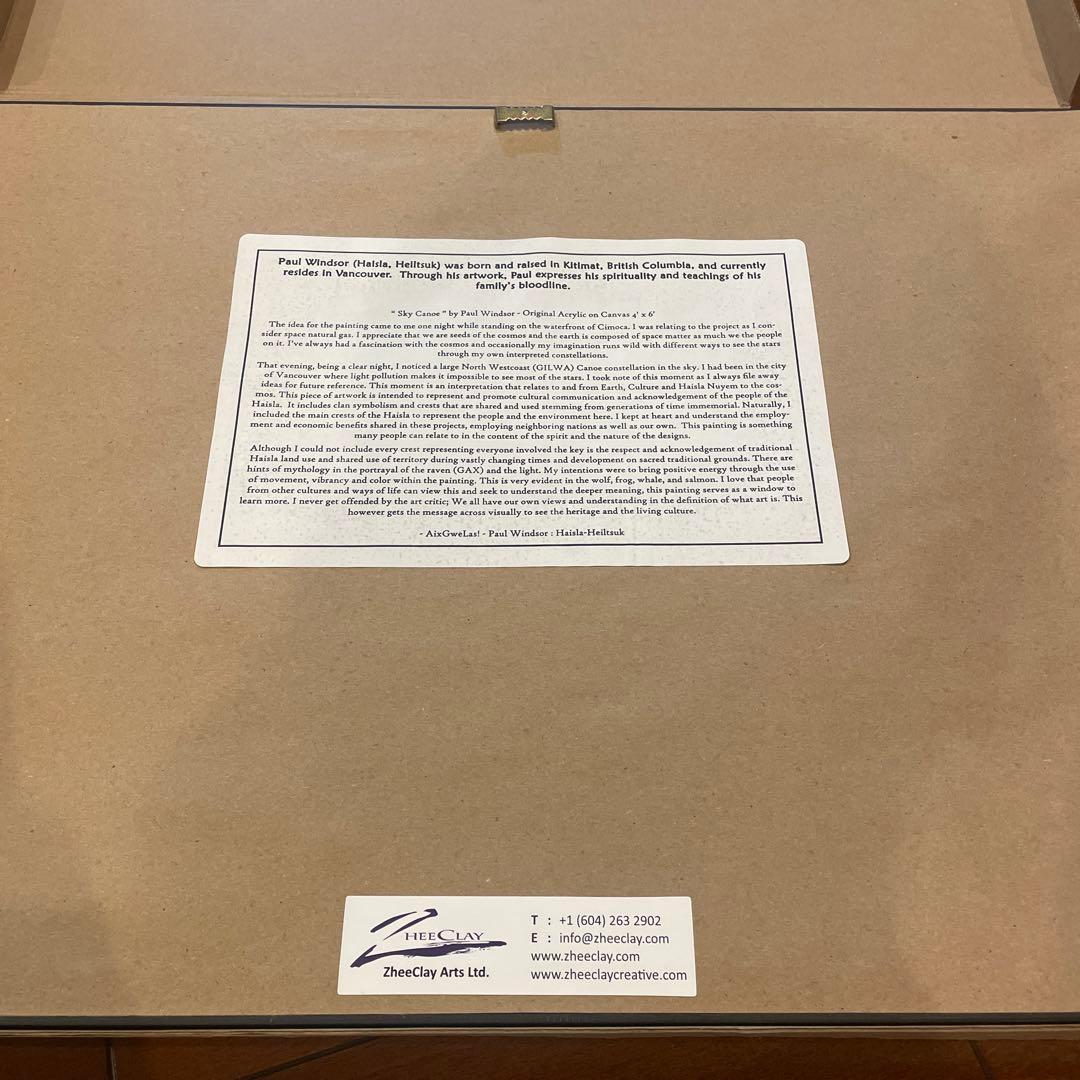 Paul Windsor (Haisla, Heiltsuk) was born and raised in Kitimat, British Columbia, and currently
resides in Vancouver. Through his artwork, Paul expresses his spirituality and teachings of his
family's bloodline.
" Sky Canoe " by Paul Windsor - Original Acrylic on Canvas 4' x 6'
The idea for the painting came to me one night while standing on the waterfront of Cimoca. I was relating to the project as I con-
sider space natural gas. I appreciate that we are seeds of the cosmos and the earth is composed of space matter as much we the people
on it. I've always had a fascination with the cosmos and occasionally my imagination runs wild with different ways to see the stars
through my own interpreted constellations.
That evening, being a clear night, I noticed a large North Westcoast (GILWA) Canoe constellation in the sky. I had been in the city
of Vancouver where light pollution makes it impossible to see most of the stars. I took note of this moment as I always file away
ideas for future reference. This moment is an interpretation that relates to and from Earth, Culture and Haisla Nuyem to the cos-
mos. This piece of artwork is intended to represent and promote cultural communication and acknowledgement of the people of the
Haisla. It includes clan symbolism and crests that are shared and used stemming from generations of time immemorial. Naturally, I
included the main crests of the Haisla to represent the people and the environment here. I kept at heart and understand the employ-
ment and economic benefits shared in these projects, employing neighboring nations as well as our own. This painting is something
many people can relate to in the content of the spirit and the nature of the designs.
Although I could not include every crest representing everyone involved the key is the respect and acknowledgement of traditional
Haisla land use and shared use of territory during vastly changing times and development on sacred traditional grounds. There are
hints of mythology in the portrayal of the raven (GAX) and the light. My intentions were to bring positive energy through the use
of movement, vibrancy and color within the painting. This is very evident in the wolf, frog, whale, and salmon. I love that people
from other cultures and ways of life can view this and seek to understand the deeper meaning, this painting serves as a window to
learn more. I never get offended by the art critic; We all have our own views and understanding in the definition of what art is. This
however gets the message across visually to see the heritage and the living culture.
- AixGweLas! - Paul Windsor : Haisla-Heiltsuk
ZHEECLAY
ZheeClay Arts Ltd.
T : +1 (604) 263 2902
E : info@zheeclay.com
www.zheeclay.com
www.zheeclaycreative.com